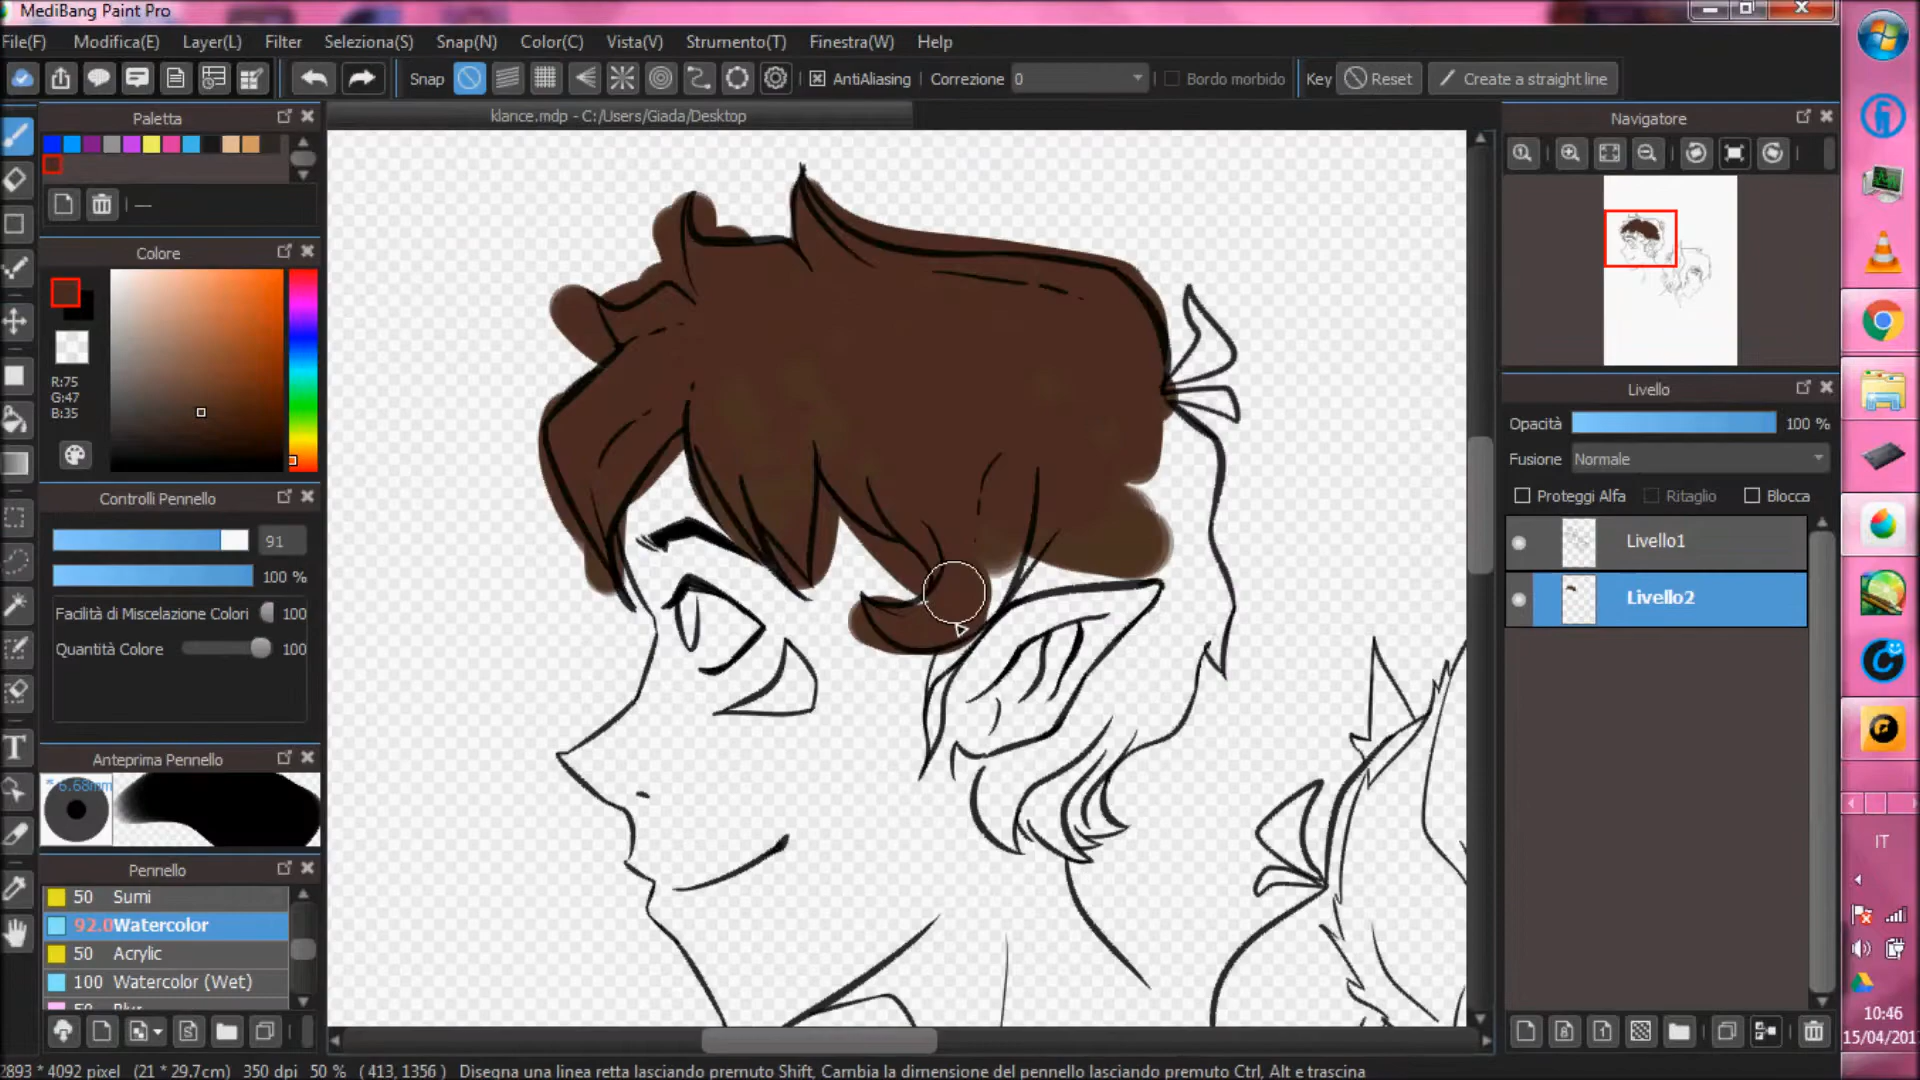 MediBang Paint Pro
File(F) Modifica(E) Layer(L) Filter Seleziona(S) Snap(N) Color(C) Vista(V) Strumento(T) Finestra(W) Help
Snap AntiAliasing Correzione 0 Bordo morbido Key Reset Create a straight line
klance.mdp - C:/Users/Giada/Desktop
Paletta
Colore
R:75
G:47
B:35
Controlli Pennello
91
100 %
Facilità di Miscelazione Colori 100
Quantità Colore 100
Anteprima Pennello
6.68mm
Pennello
50 Sumi
92.0 Watercolor
50 Acrylic
100 Watercolor (Wet)
Navigatore
Livello
Opacità 100 %
Fusione Normale
Proteggi Alfa Ritaglio Blocca
Livello1
Livello2
IT
10:46
15/04/201
2893 * 4092 pixel (21 * 29.7cm) 350 dpi 50 % ( 413, 1356 ) Disegna una linea retta lasciando premuto Shift, Cambia la dimensione del pennello lasciando premuto Ctrl, Alt e trascina